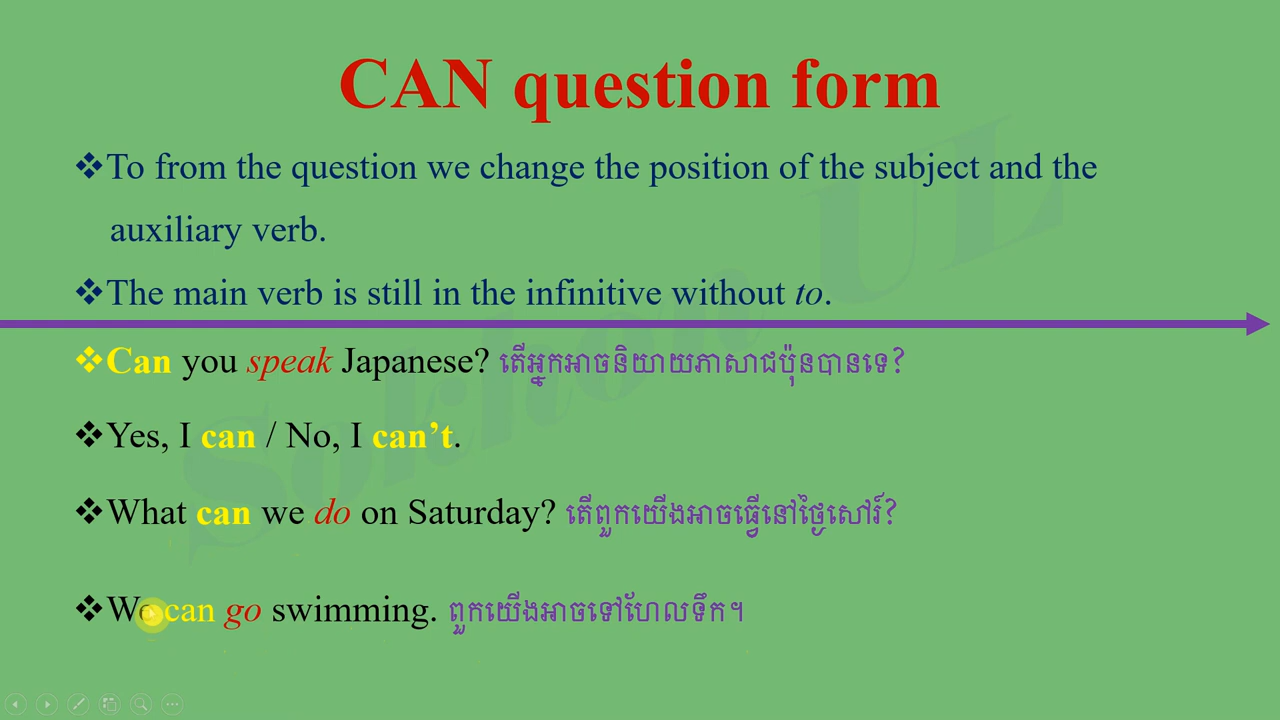 CAN question form
❖To from the question we change the position of the subject and the
auxiliary verb.
❖The main verb is still in the infinitive without to.
❖Can you speak Japanese? តើអ្នកអាចនិយាយភាសាជប៉ុនបានទេ?
❖Yes, I can / No, I can’t.
❖What can we do on Saturday? តើពួកយើងអាចធ្វើនៅថ្ងៃសៅរ៍?
❖We can go swimming. ពួកយើងអាចទៅហែលទឹក។
Sokhon UL